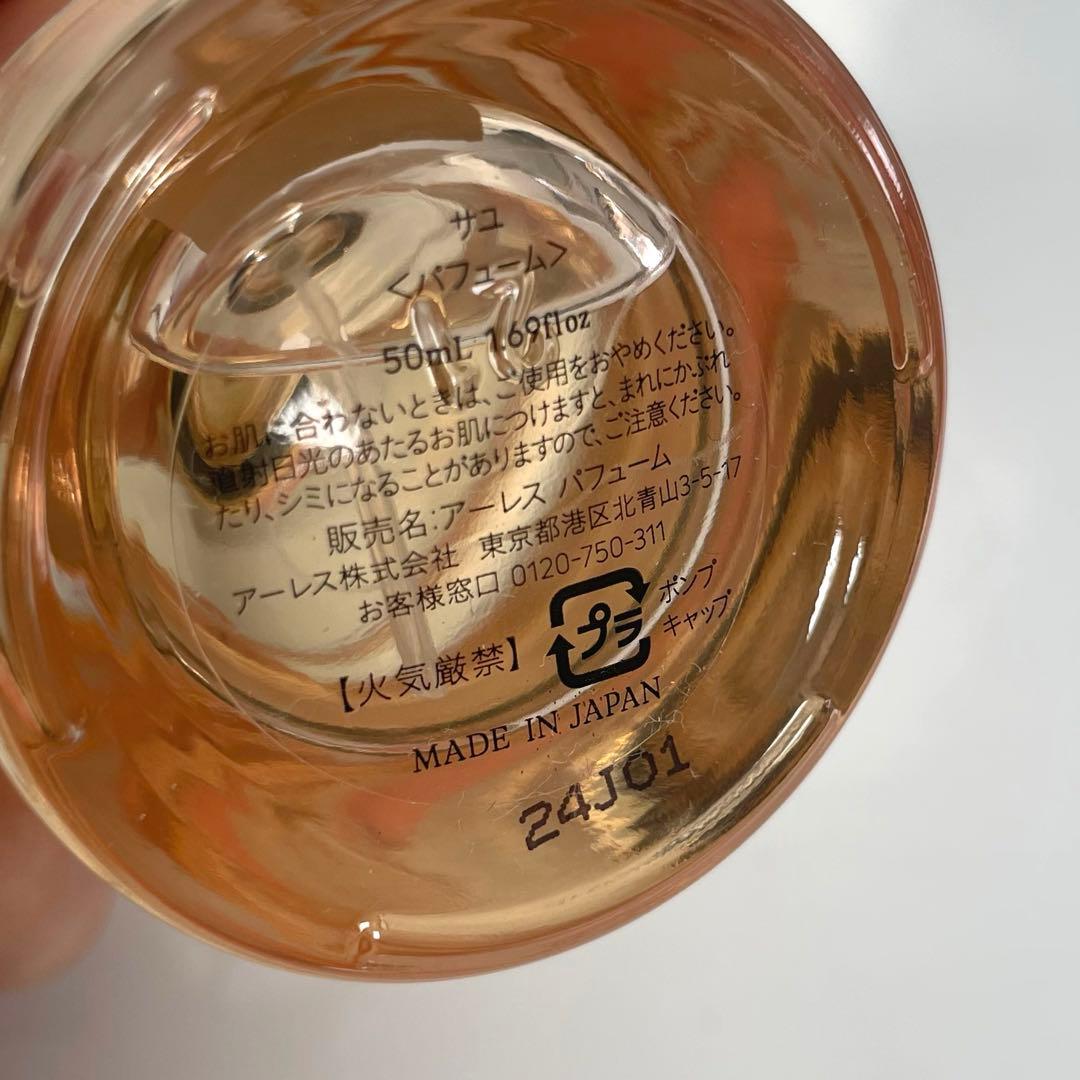 サユ
<パフューム>
50mL 1.69floz
お肌に合わないときは、ご使用をおやめください。
直射日光のあたるお肌につけますと、まれにかぶれ
たり、シミになることがありますので、ご注意ください。
販売名:アーレス パフューム
アーレス株式会社 東京都港区北青山3-5-17
お客様窓口 0120-750-311
プラ
ポンプ
キャップ
【火気厳禁】
MADE IN JAPAN
24J01